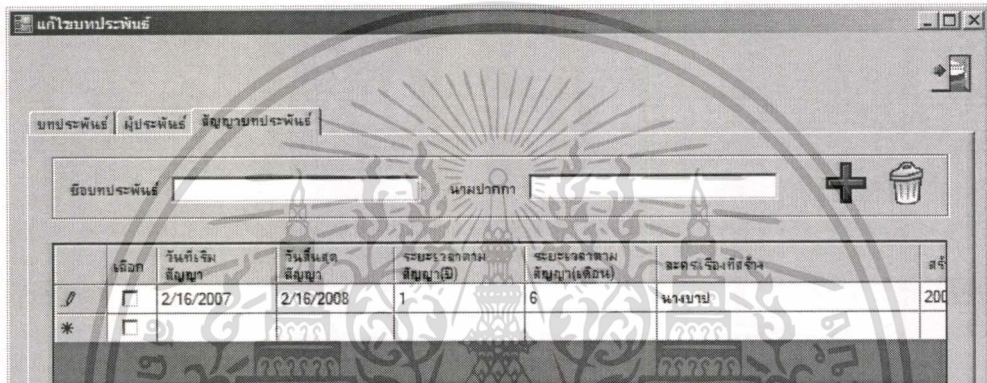 แก้ไขบทประพันธ์
บทประพันธ์ ผู้ประพันธ์ สัญญาบทประพันธ์
ชื่อบทประพันธ์ นามปากกา
เลือก วันที่เริ่มสัญญา วันสิ้นสุดสัญญา ระยะเวลาตามสัญญา(ปี) ระยะเวลาตามสัญญา(เดือน) ละครเรื่องที่สร้าง สร้
2/16/2007 2/16/2008 1 6 นางบาป 200
*